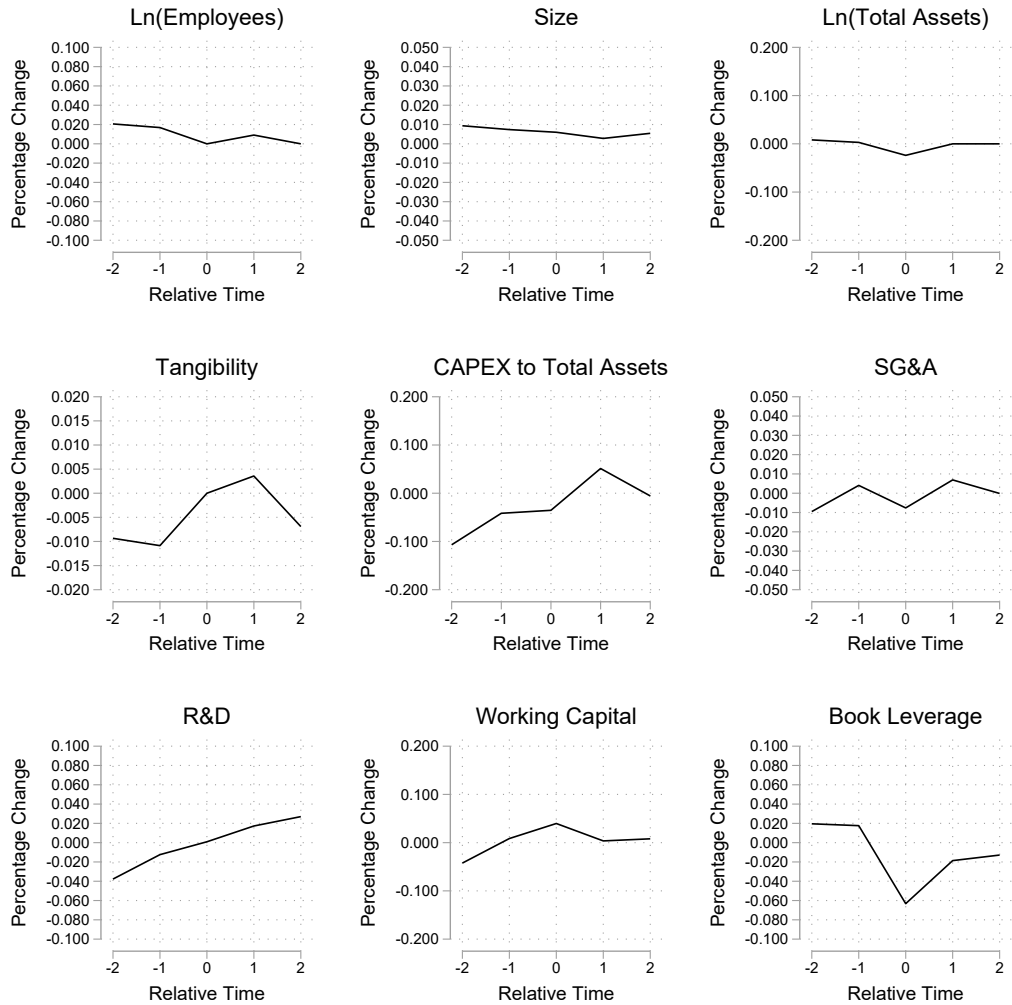 Ln(Employees)
Percentage Change
0.100
0.080
0.060
0.040
0.020
0.000
-0.020
-0.040
-0.060
-0.080
-0.100
-2 -1 0 1 2
Relative Time
Size
Percentage Change
0.050
0.040
0.030
0.020
0.010
0.000
-0.010
-0.020
-0.030
-0.040
-0.050
-2 -1 0 1 2
Relative Time
Ln(Total Assets)
Percentage Change
0.200
0.100
0.000
-0.100
-0.200
-2 -1 0 1 2
Relative Time
Tangibility
Percentage Change
0.020
0.015
0.010
0.005
0.000
-0.005
-0.010
-0.015
-0.020
-2 -1 0 1 2
Relative Time
CAPEX to Total Assets
Percentage Change
0.200
0.100
0.000
-0.100
-0.200
-2 -1 0 1 2
Relative Time
SG&A
Percentage Change
0.050
0.040
0.030
0.020
0.010
0.000
-0.010
-0.020
-0.030
-0.040
-0.050
-2 -1 0 1 2
Relative Time
R&D
Percentage Change
0.100
0.080
0.060
0.040
0.020
0.000
-0.020
-0.040
-0.060
-0.080
-0.100
-2 -1 0 1 2
Relative Time
Working Capital
Percentage Change
0.200
0.100
0.000
-0.100
-0.200
-2 -1 0 1 2
Relative Time
Book Leverage
Percentage Change
0.100
0.080
0.060
0.040
0.020
0.000
-0.020
-0.040
-0.060
-0.080
-0.100
-2 -1 0 1 2
Relative Time